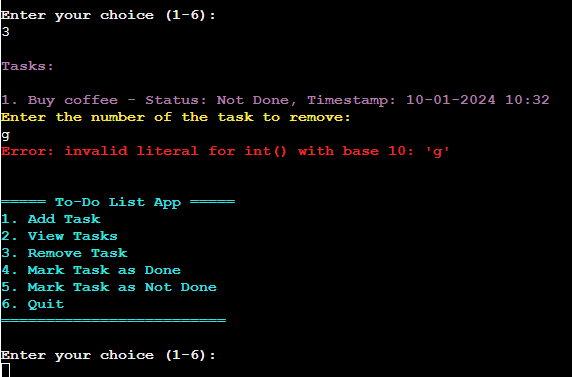 Enter your choice (1-6):
3
Tasks:
1. Buy coffee - Status: Not Done, Timestamp: 10-01-2024 10:32
Enter the number of the task to remove:
g
Error: invalid literal for int() with base 10: 'g'
===== To-Do List App =====
1. Add Task
2. View Tasks
3. Remove Task
4. Mark Task as Done
5. Mark Task as Not Done
6. Quit
=========================
Enter your choice (1-6):